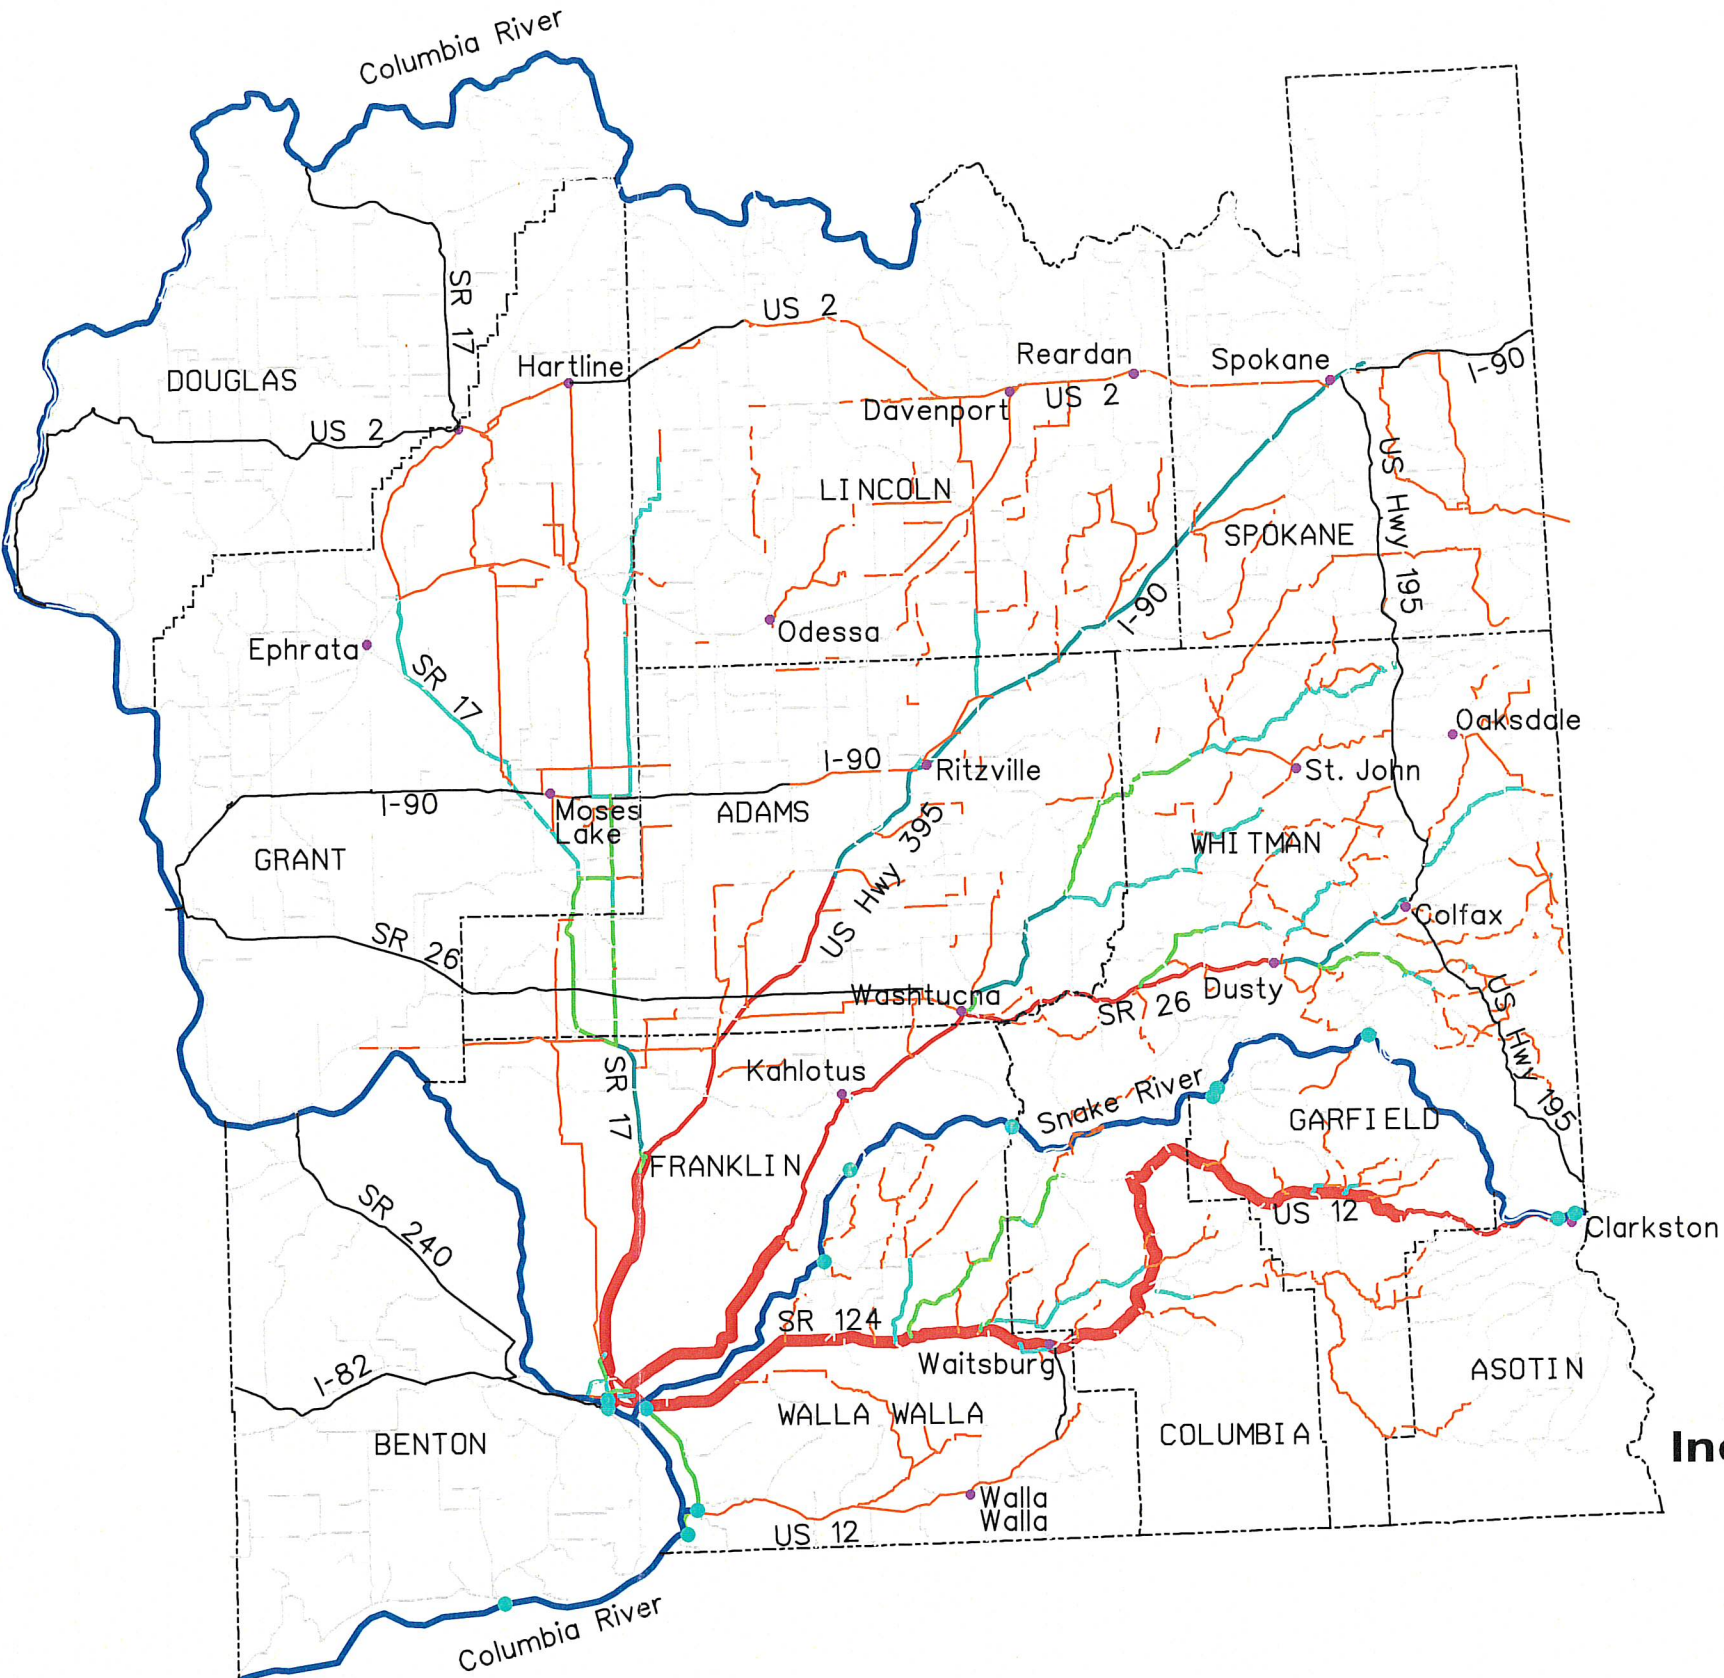 Columbia River
SR 17
US 2
Hartline
Reardan
Spokane
I-90
DOUGLAS
US 2
Davenport
US 2
US Hwy 195
LINCOLN
SPOKANE
I-90
Odessa
Ephrata
SR 17
Oaksdale
I-90
Ritzville
St. John
I-90
Moses
Lake
ADAMS
US Hwy 395
WHITMAN
GRANT
Colfax
SR 26
Washtucna
Dusty
SR 26
US Hwy 195
Kahlotus
SR 17
Snake River
GARFIELD
FRANKLIN
SR 240
US 12
Clarkston
SR 124
Waitsburg
I-82
ASOTIN
WALLA WALLA
COLUMBIA
BENTON
Walla
Walla
US 12
Columbia River